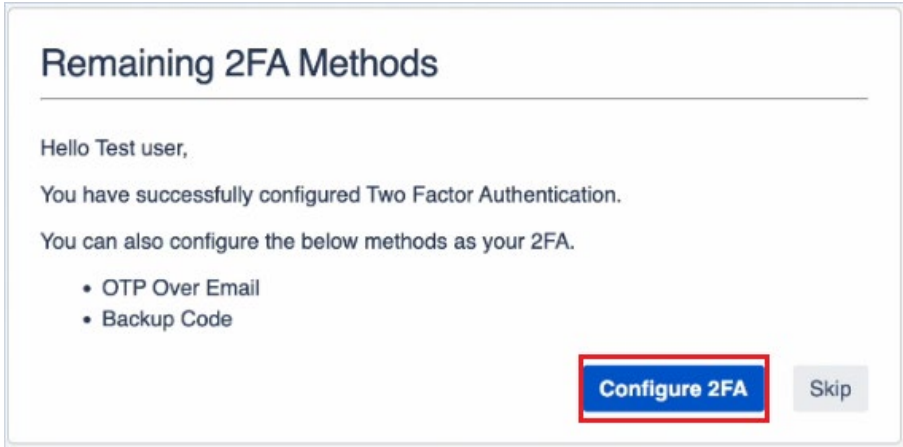 Remaining 2FA Methods
Hello Test user,
You have successfully configured Two Factor Authentication.
You can also configure the below methods as your 2FA.
• OTP Over Email
• Backup Code
Configure 2FA Skip